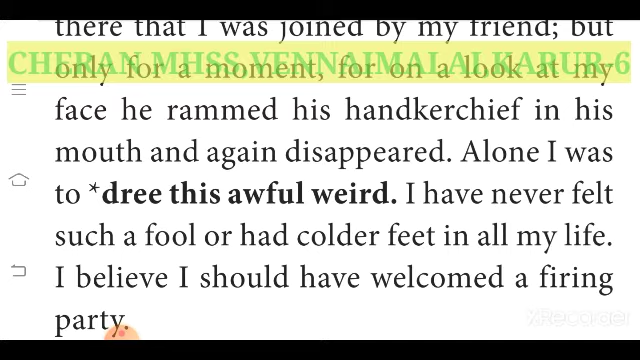 there that I was joined by my friend; but
CHERAN MHSS VENNAIMALAI KARUR-6
only for a moment, for on a look at my
face he rammed his handkerchief in his
mouth and again disappeared. Alone I was
to *dree this awful weird. I have never felt
such a fool or had colder feet in all my life.
I believe I should have welcomed a firing
XRecorder
party.